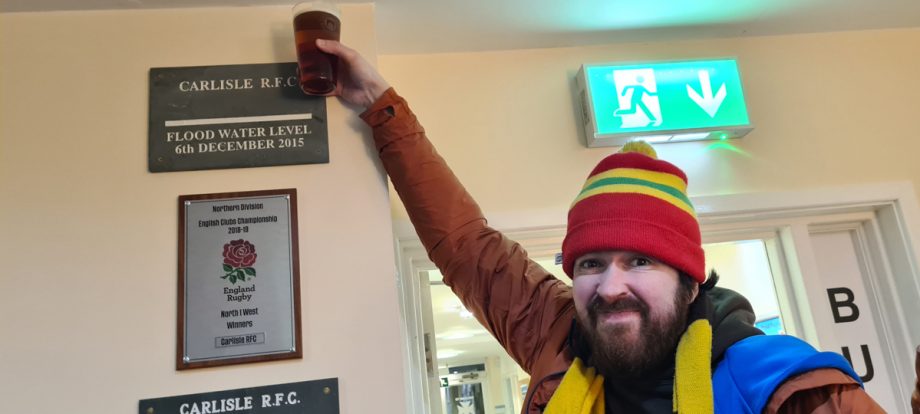 CARLISLE R.F.C
FLOOD WATER LEVEL
6th DECEMBER 2015
Northern Division
English Clubs Championship
2018-19
England
Rugby
North 1 West
Winners
Carlisle RFC
CARLISLE R.F.C.
B
U